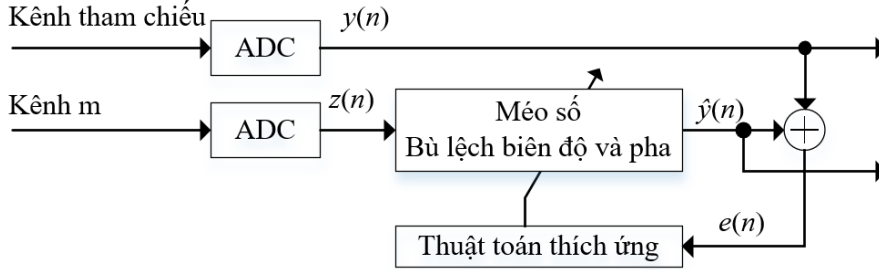 Kênh tham chiếu
ADC
y(n)
Kênh m
ADC
z(n)
Méo số
Bù lệch biên độ và pha
ŷ(n)
Thuật toán thích ứng
e(n)